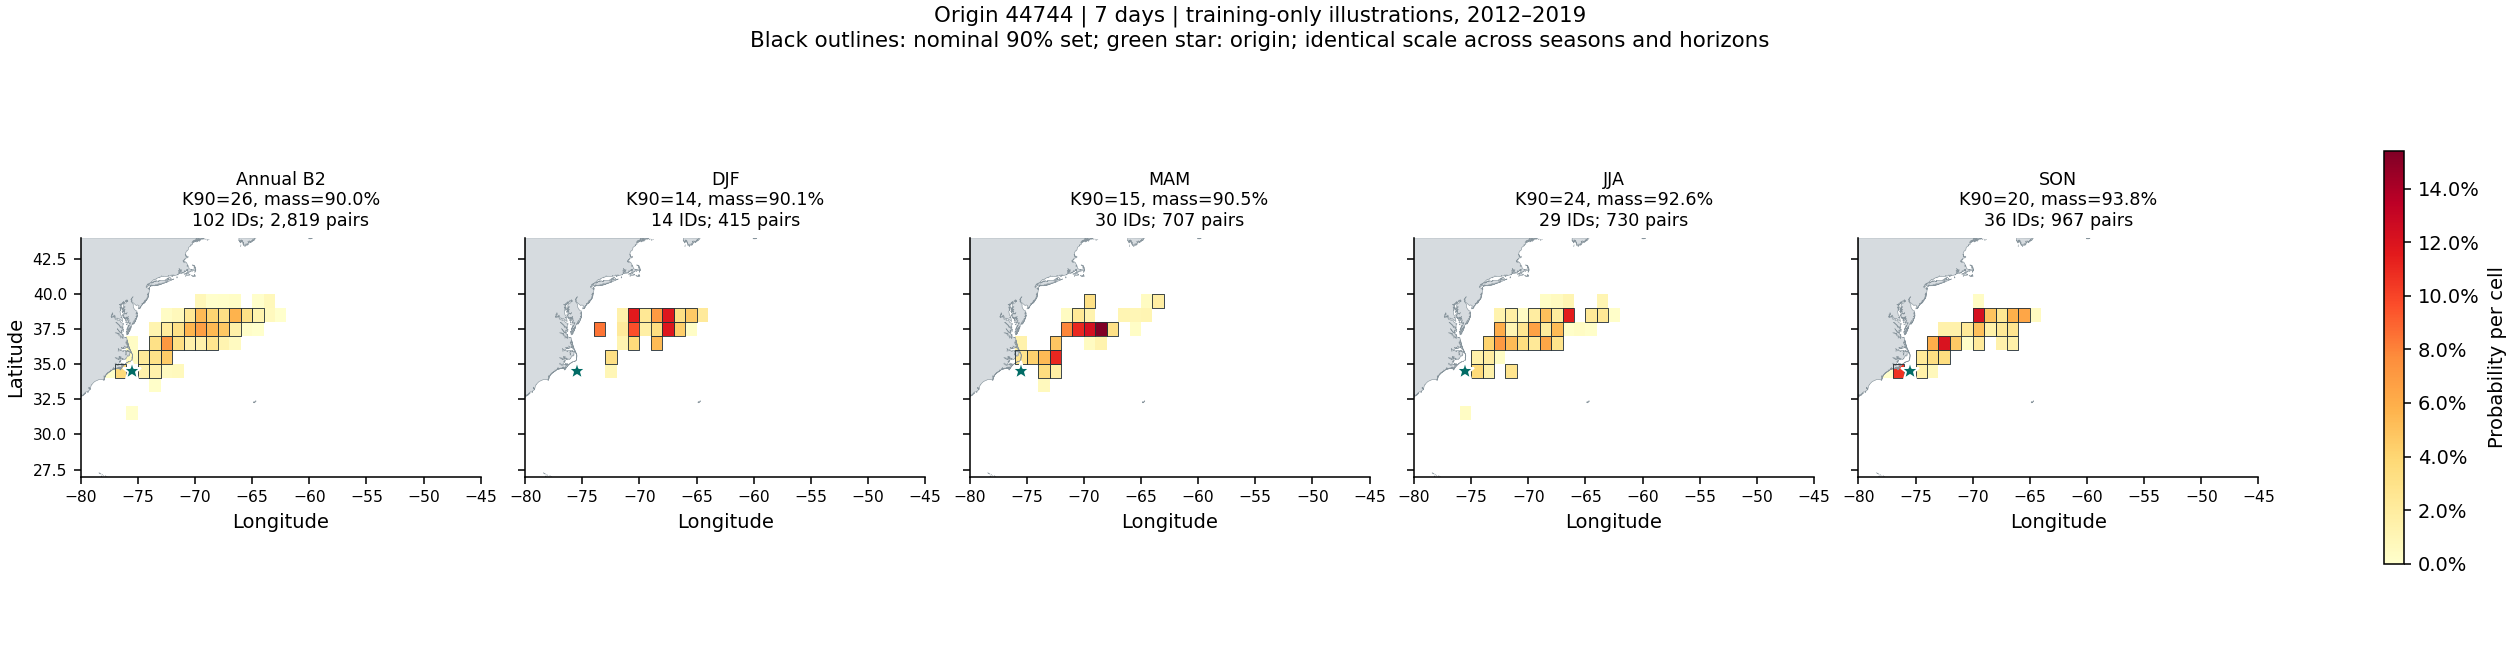 Origin 44744 | 7 days | training-only illustrations, 2012–2019
Black outlines: nominal 90% set; green star: origin; identical scale across seasons and horizons
Annual B2
K90=26, mass=90.0%
102 IDs; 2,819 pairs
DJF
K90=14, mass=90.1%
14 IDs; 415 pairs
MAM
K90=15, mass=90.5%
30 IDs; 707 pairs
JJA
K90=24, mass=92.6%
29 IDs; 730 pairs
SON
K90=20, mass=93.8%
36 IDs; 967 pairs
Latitude
42.5
40.0
37.5
35.0
32.5
30.0
27.5
−80 −75 −70 −65 −60 −55 −50 −45
Longitude
−80 −75 −70 −65 −60 −55 −50 −45
Longitude
−80 −75 −70 −65 −60 −55 −50 −45
Longitude
−80 −75 −70 −65 −60 −55 −50 −45
Longitude
−80 −75 −70 −65 −60 −55 −50 −45
Longitude
14.0%
12.0%
10.0%
8.0%
6.0%
4.0%
2.0%
0.0%
Probability per cell